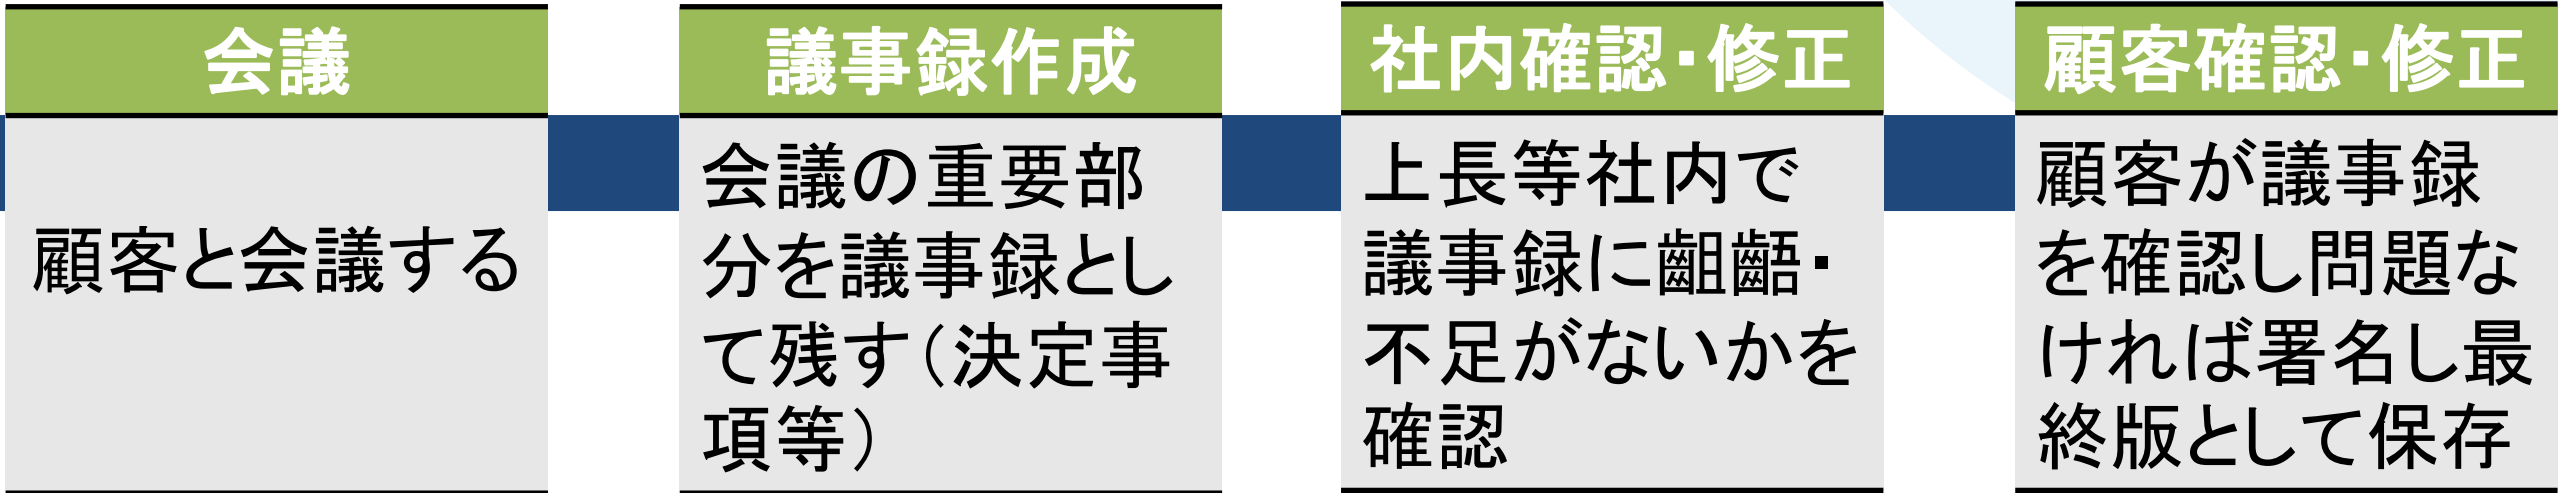 会議
顧客と会議する
議事録作成
会議の重要部
分を議事録とし
て残す（決定事
項等）
社内確認・修正
上長等社内で
議事録に齟齬・
不足がないかを
確認
顧客確認・修正
顧客が議事録
を確認し問題な
ければ署名し最
終版として保存